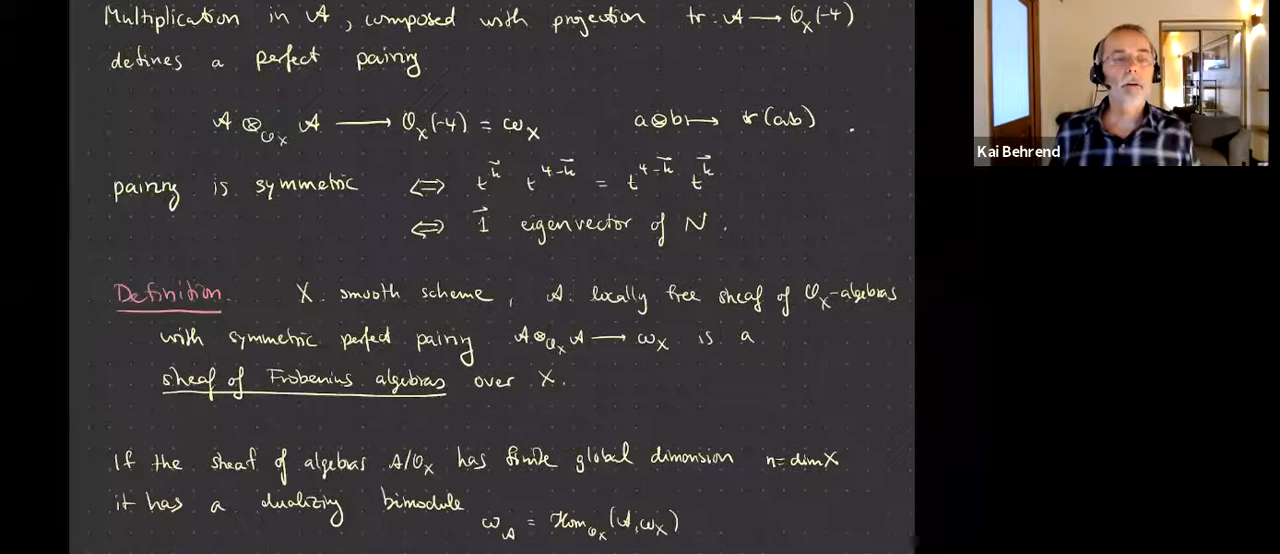 Multiplication in 𝒜, composed with projection tr: 𝒜 ⟶ 𝒪_X(-4)
defines a perfect pairing
𝒜 ⊗_{𝒪_X} 𝒜 ⟶ 𝒪_X(-4) = ω_X a⊗b ⟼ tr(ab) .
pairing is symmetric ⇔ t^{\vec{k}} t^{4-\vec{k}} = t^{4-\vec{k}} t^{\vec{k}}
⇔ \vec{1} eigenvector of N.
Definition. X: smooth scheme, 𝒜: locally free sheaf of 𝒪_X-algebras
with symmetric perfect pairing 𝒜⊗_{𝒪_X}𝒜 ⟶ ω_X is a
sheaf of Frobenius algebras over X.
If the sheaf of algebras 𝒜/𝒪_X has finite global dimension n=dimX
it has a dualizing bimodule ω_𝒜 = Hom_{𝒪_X}(𝒜,ω_X)
Kai Behrend